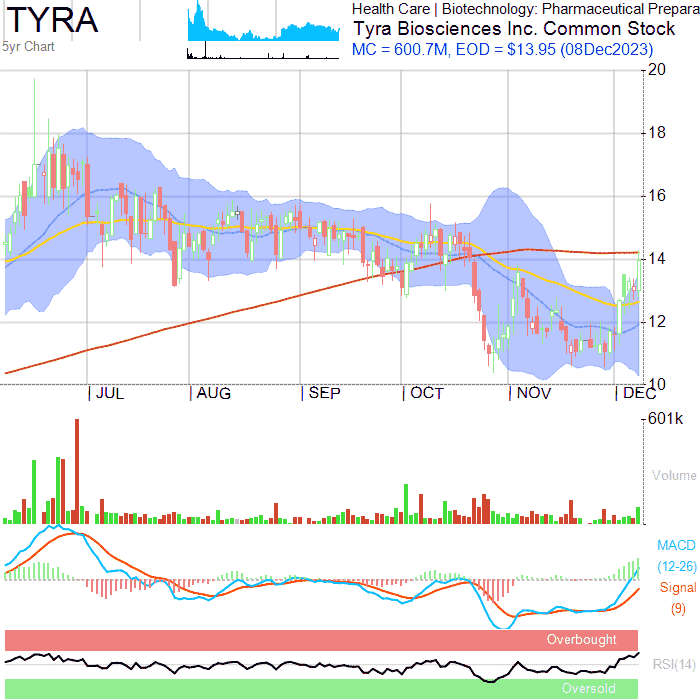 TYRA
5yr Chart
Health Care | Biotechnology: Pharmaceutical Prepara
Tyra Biosciences Inc. Common Stock
MC = 600.7M, EOD = $13.95 (08Dec2023)
20
18
16
14
12
10
JUL AUG SEP OCT NOV DEC
601k
Volume
MACD
(12-26)
Signal
(9)
Overbought
RSI(14)
Oversold